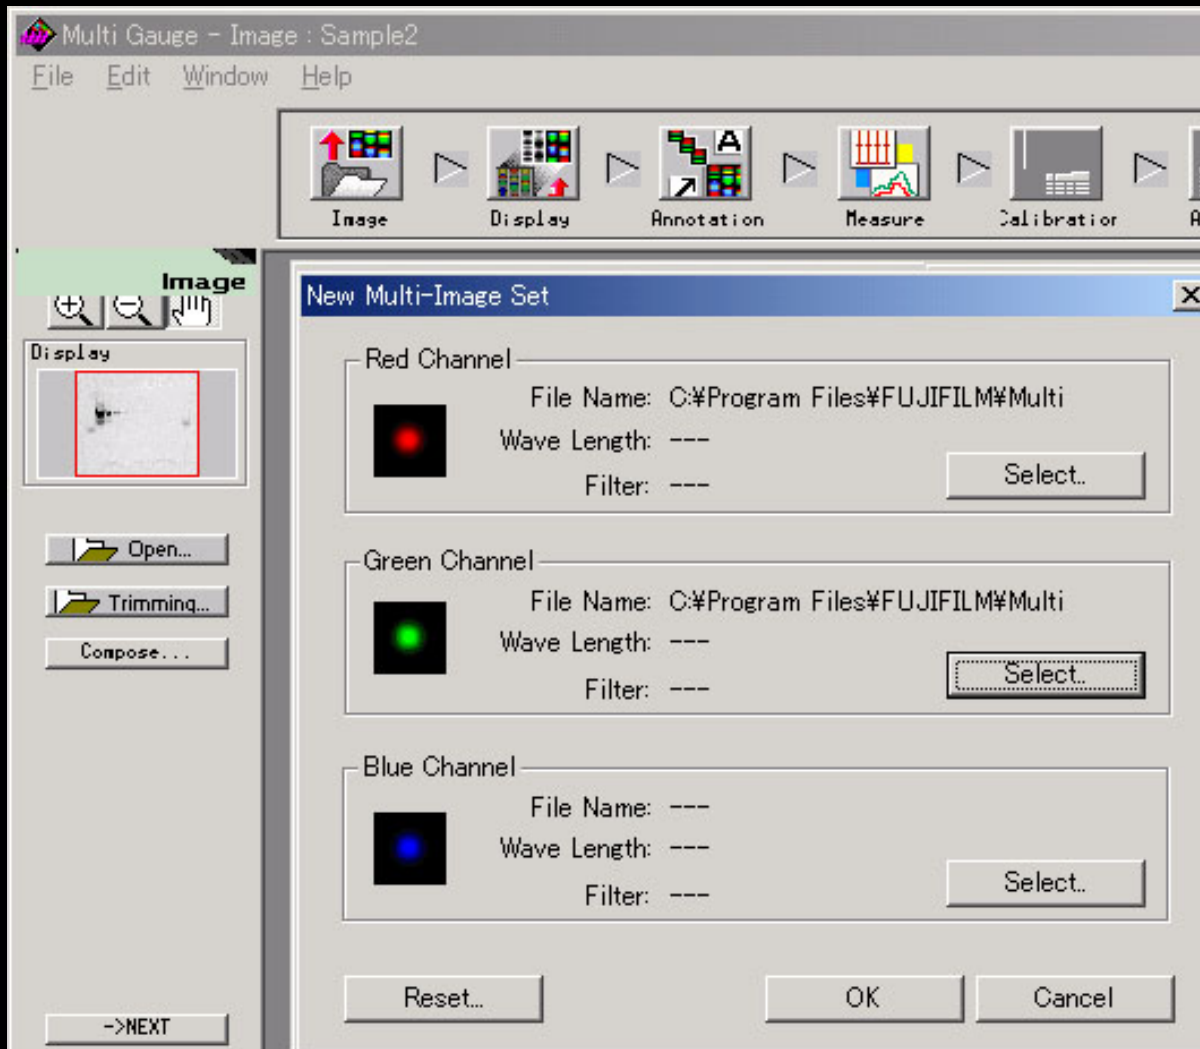 Multi Gauge - Image : Sample2
File Edit Window Help
Image Display Annotation Measure Calibration A
Image
Display
Open...
Trimming...
Compose...
->NEXT
New Multi-Image Set
Red Channel
File Name: C:¥Program Files¥FUJIFILM¥Multi
Wave Length: ---
Filter: ---
Select..
Green Channel
File Name: C:¥Program Files¥FUJIFILM¥Multi
Wave Length: ---
Filter: ---
Select..
Blue Channel
File Name: ---
Wave Length: ---
Filter: ---
Select..
Reset... OK Cancel